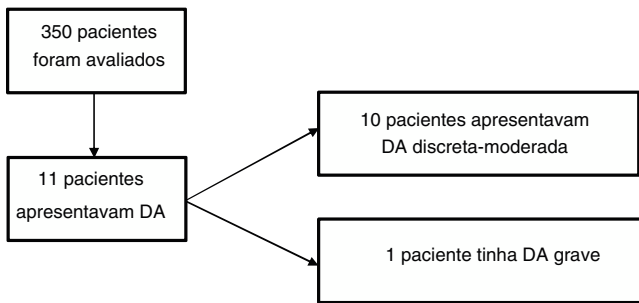 350 pacientes
foram avaliados
11 pacientes
apresentavam DA
10 pacientes apresentavam
DA discreta-moderada
1 paciente tinha DA grave